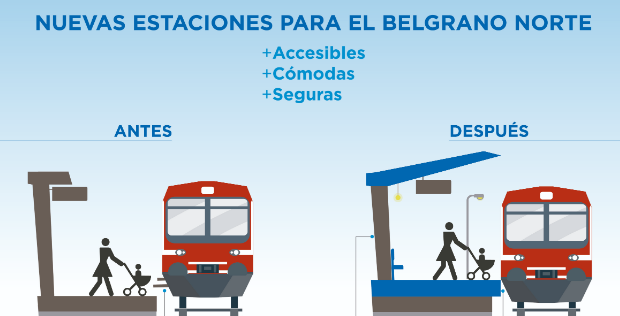 NUEVAS ESTACIONES PARA EL BELGRANO NORTE
+Accesibles
+Cómodas
+Seguras
ANTES
DESPUÉS